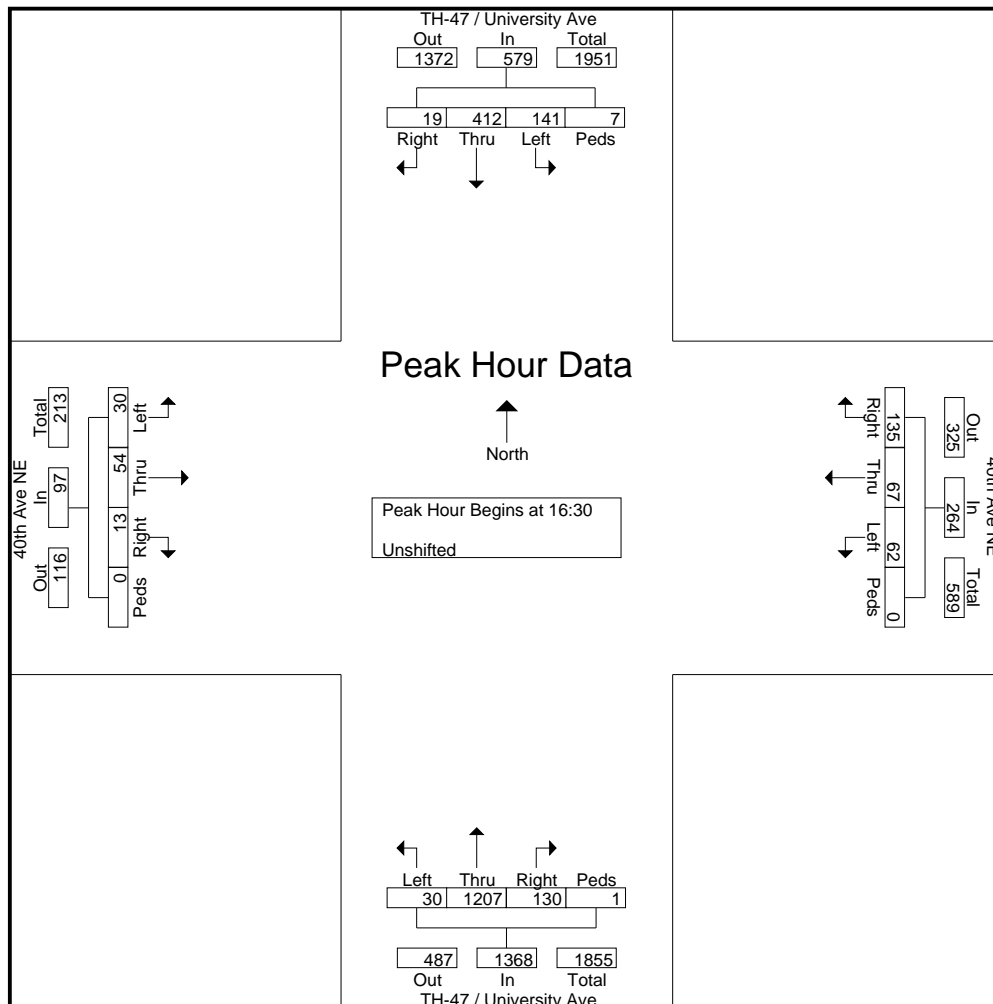 TH-47 / University Ave
Out In Total
1372 579 1951
19 412 141 7
Right Thru Left Peds
Peak Hour Data
North
Peak Hour Begins at 16:30
Unshifted
40th Ave NE
Total In Out
213 97 116
30 54 13 0
Left Thru Right Peds
Right Thru Left Peds
135 67 62 0
325 264 589
Out In Total
40th Ave NE
Left Thru Right Peds
30 1207 130 1
487 1368 1855
Out In Total
TH-47 / University Ave